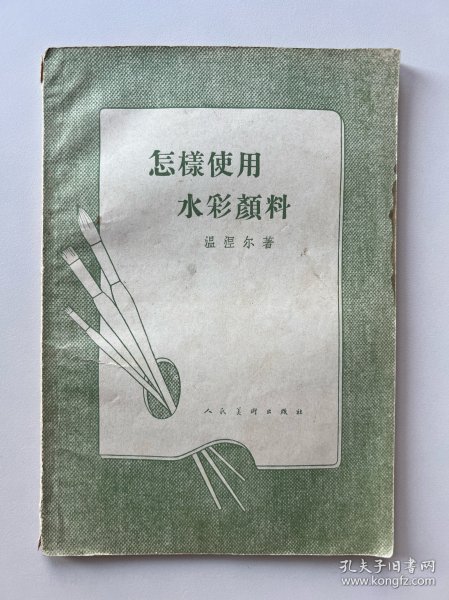 怎樣使用
水彩顏料
温涅尔著
人民美術出版社
孔夫子旧书网
www.kongfz.com